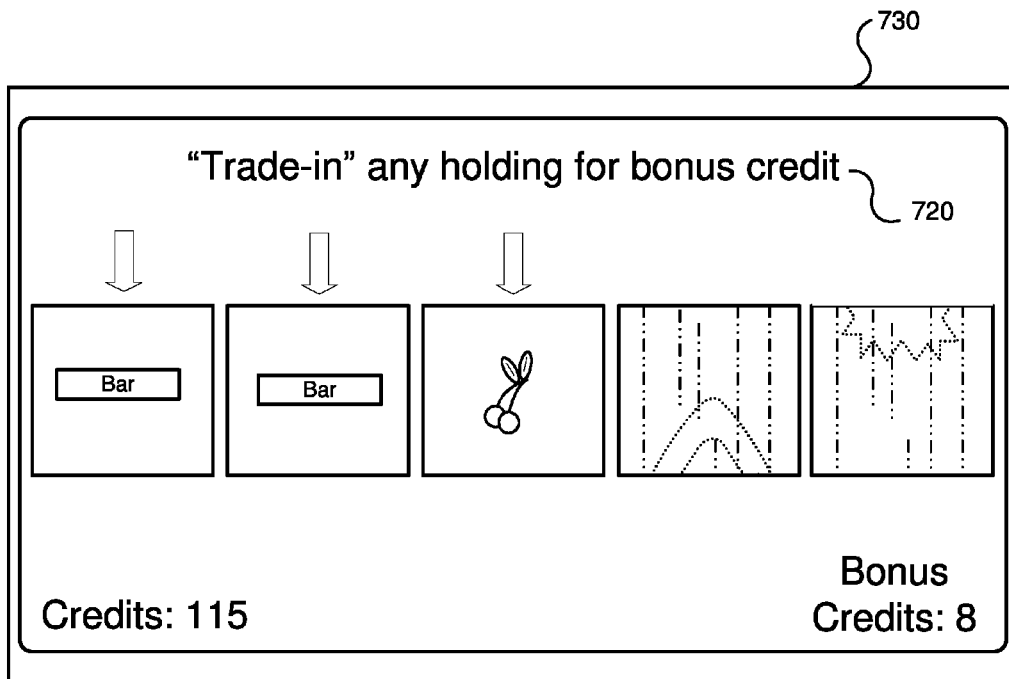 730
“Trade-in” any holding for bonus credit
720
Bar
Bar
Credits: 115
Bonus
Credits: 8